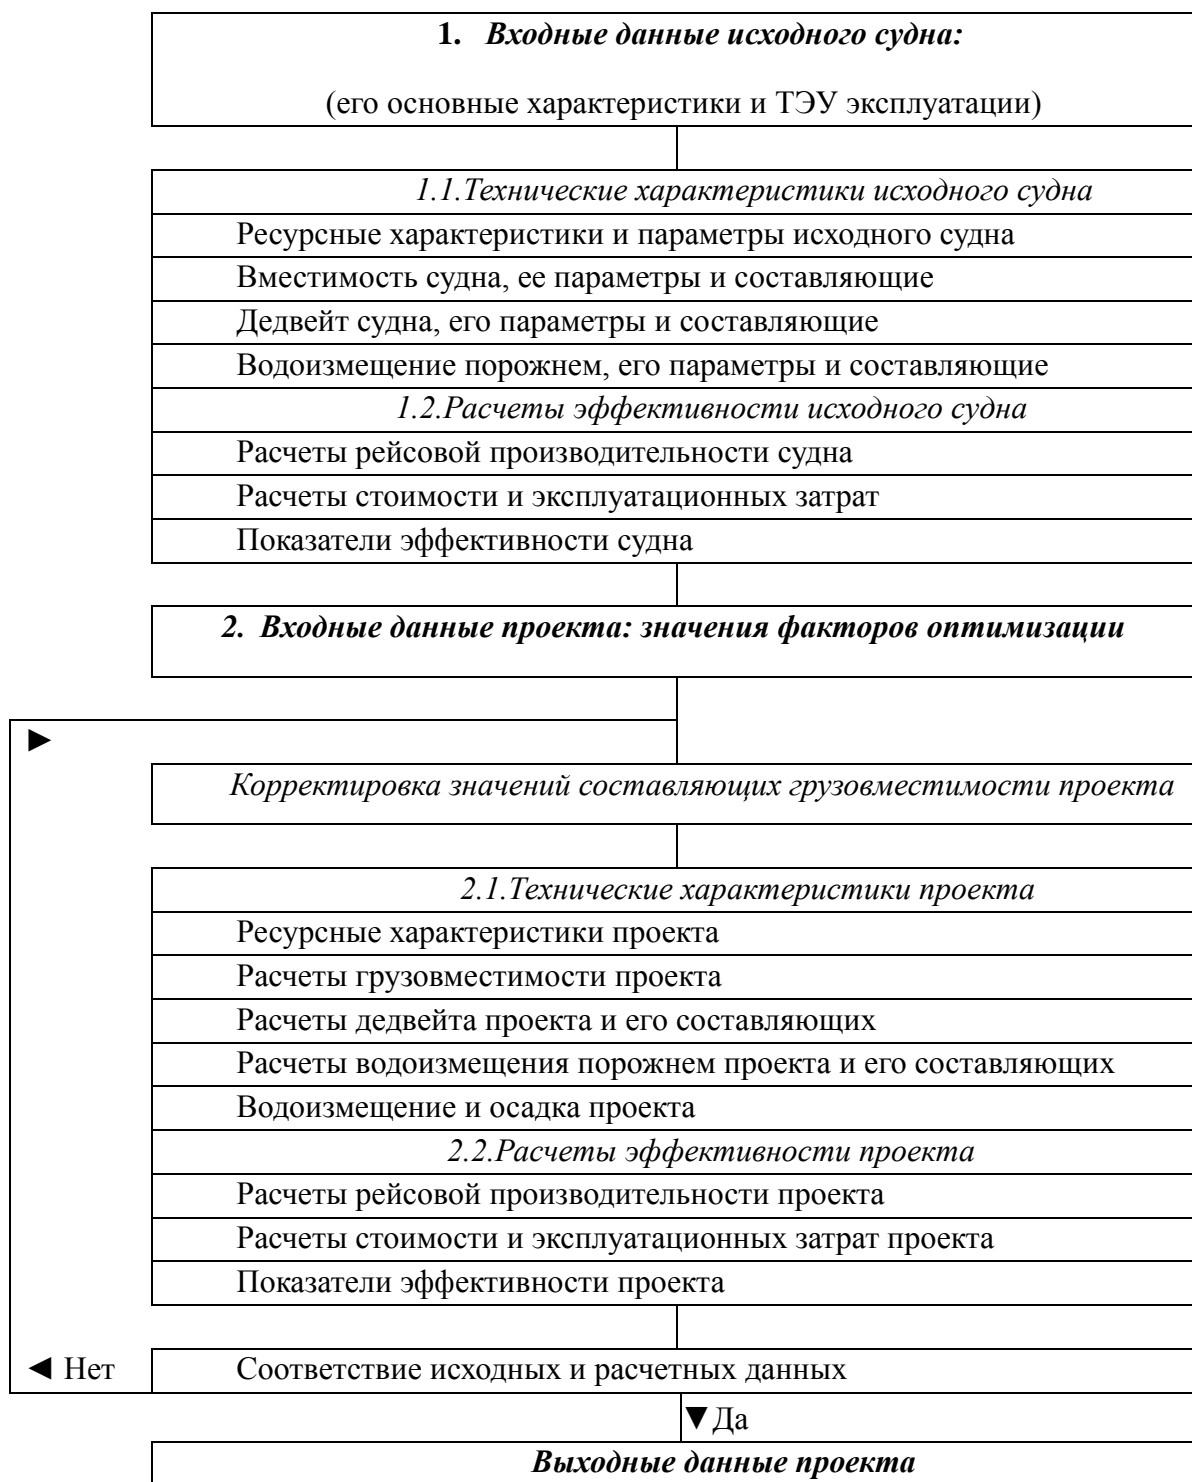 1. Входные данные исходного судна:
(его основные характеристики и ТЭУ эксплуатации)
1.1.Технические характеристики исходного судна
Ресурсные характеристики и параметры исходного судна
Вместимость судна, ее параметры и составляющие
Дедвейт судна, его параметры и составляющие
Водоизмещение порожнем, его параметры и составляющие
1.2.Расчеты эффективности исходного судна
Расчеты рейсовой производительности судна
Расчеты стоимости и эксплуатационных затрат
Показатели эффективности судна
2. Входные данные проекта: значения факторов оптимизации
►
Корректировка значений составляющих грузовместимости проекта
2.1.Технические характеристики проекта
Ресурсные характеристики проекта
Расчеты грузовместимости проекта
Расчеты дедвейта проекта и его составляющих
Расчеты водоизмещения порожнем проекта и его составляющих
Водоизмещение и осадка проекта
2.2.Расчеты эффективности проекта
Расчеты рейсовой производительности проекта
Расчеты стоимости и эксплуатационных затрат проекта
Показатели эффективности проекта
◄ Нет Соответствие исходных и расчетных данных
▼Да
Выходные данные проекта